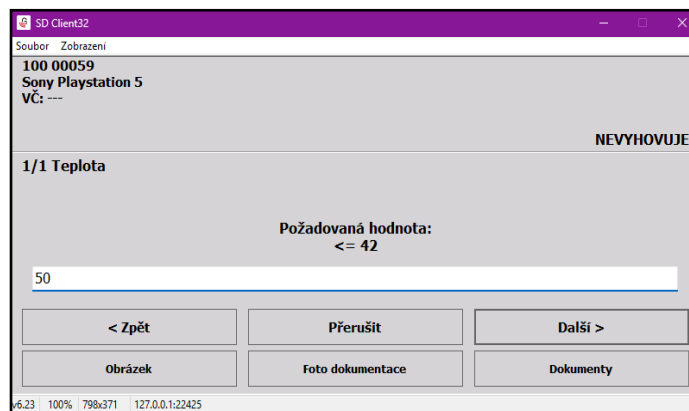 SD Client32
Soubor Zobrazení
100 00059
Sony Playstation 5
VČ: ---
NEVYHOVUJE
1/1 Teplota
Požadovaná hodnota:
<= 42
50
< Zpět Přerušit Další >
Obrázek Foto dokumentace Dokumenty
v6.23 100% 798x371 127.0.0.1:22425